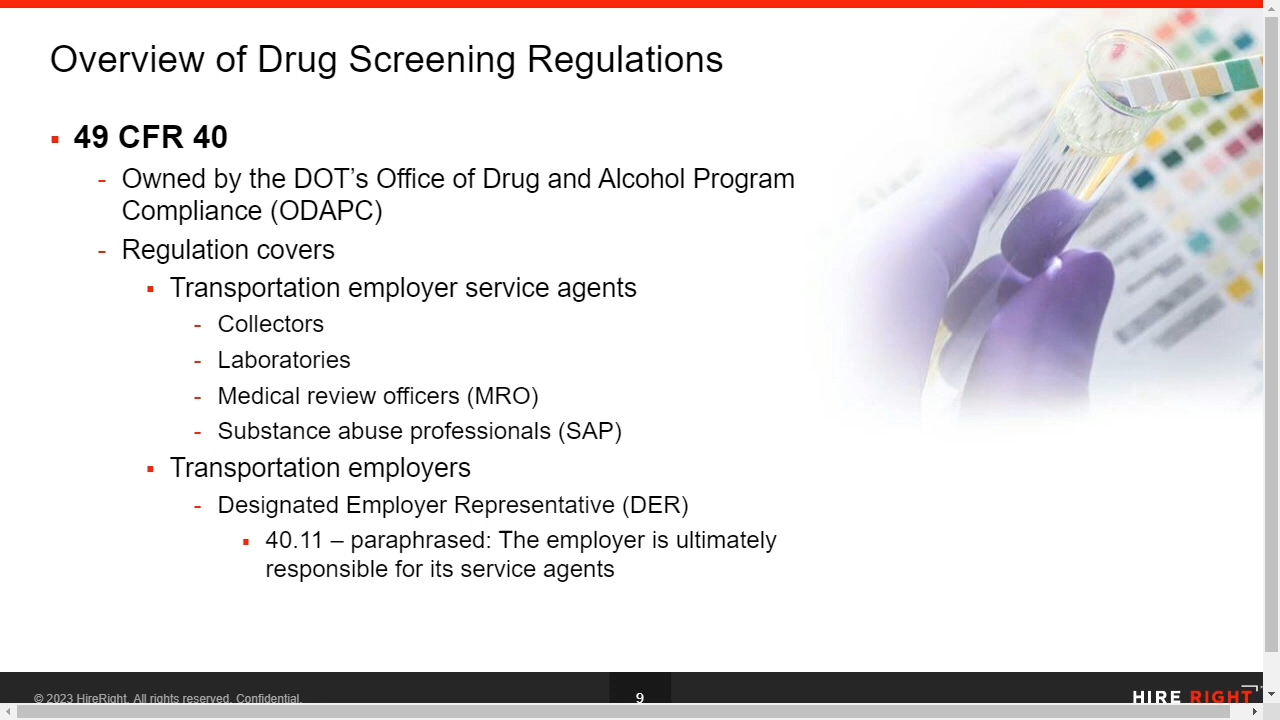 Overview of Drug Screening Regulations
49 CFR 40
- Owned by the DOT’s Office of Drug and Alcohol Program
Compliance (ODAPC)
- Regulation covers
Transportation employer service agents
- Collectors
- Laboratories
- Medical review officers (MRO)
- Substance abuse professionals (SAP)
Transportation employers
- Designated Employer Representative (DER)
40.11 – paraphrased: The employer is ultimately
responsible for its service agents
© 2023 HireRight. All rights reserved. Confidential.
9
HIRE RIGHT